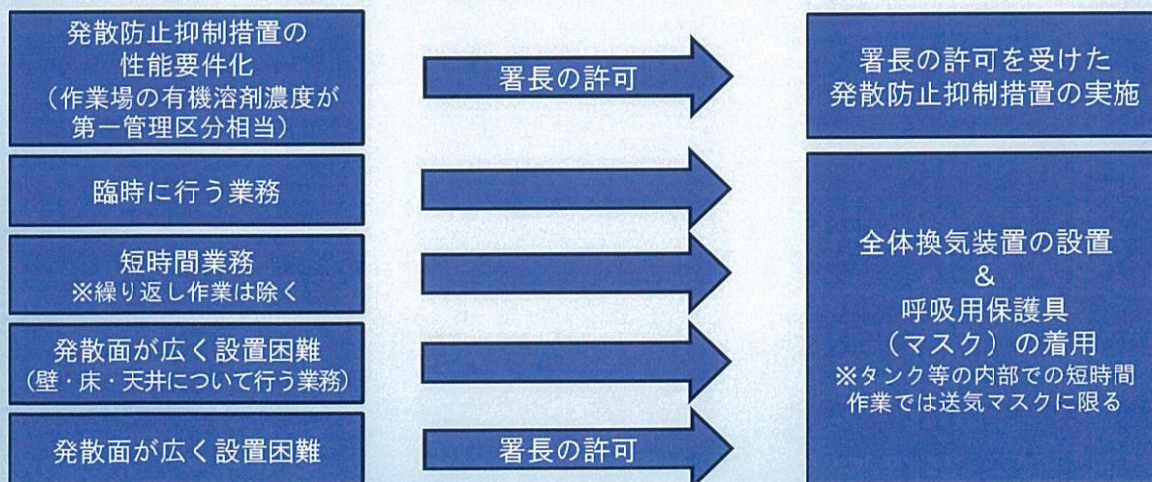 発散防止抑制措置の
性能要件化
（作業場の有機溶剤濃度が
第一管理区分相当）
署長の許可
署長の許可を受けた
発散防止抑制措置の実施
臨時に行う業務
短時間業務
※繰り返し作業は除く
発散面が広く設置困難
（壁・床・天井について行う業務）
発散面が広く設置困難
署長の許可
全体換気装置の設置
&
呼吸用保護具
（マスク）の着用
※タンク等の内部での短時間
作業では送気マスクに限る